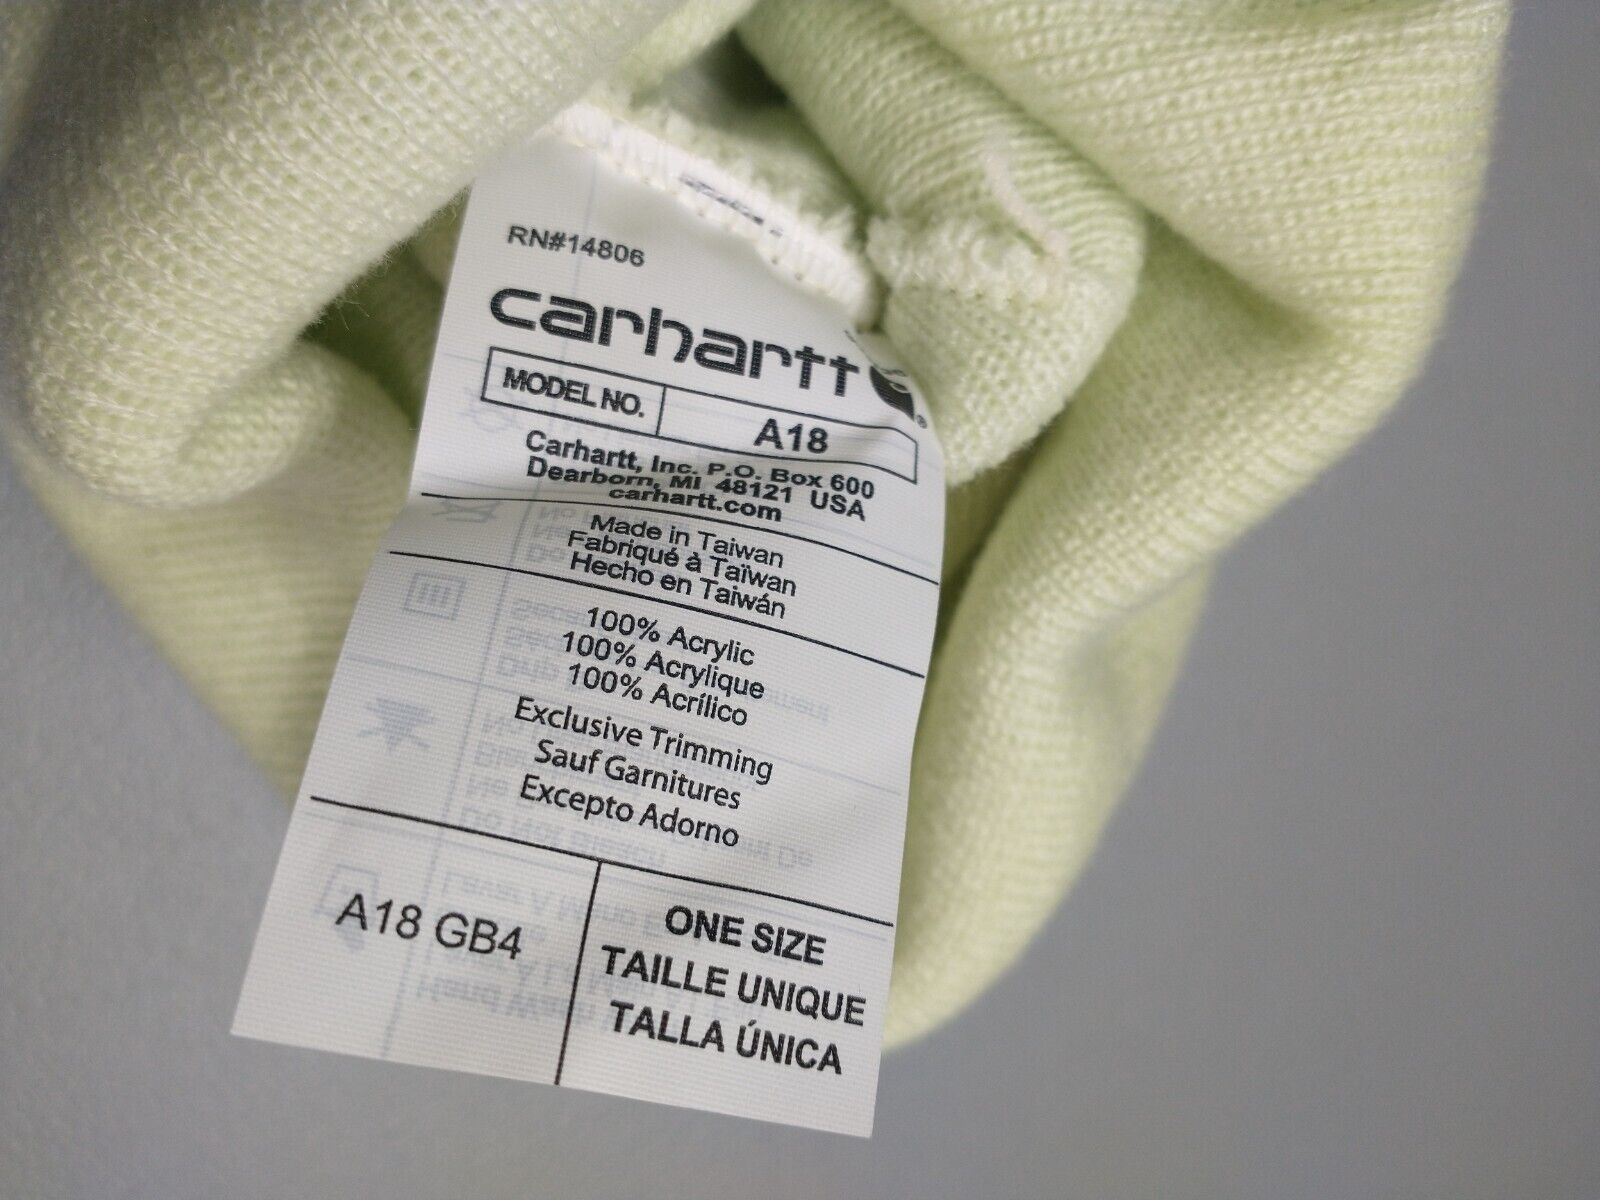 RN#14806
carhartt
MODEL NO. A18
Carhartt, Inc. P.O. Box 600
Dearborn, MI 48121 USA
carhartt.com
Made in Taiwan
Fabriqué à Taïwan
Hecho en Taiwán
100% Acrylic
100% Acrylique
100% Acrílico
Exclusive Trimming
Sauf Garnitures
Excepto Adorno
A18 GB4
ONE SIZE
TAILLE UNIQUE
TALLA ÚNICA